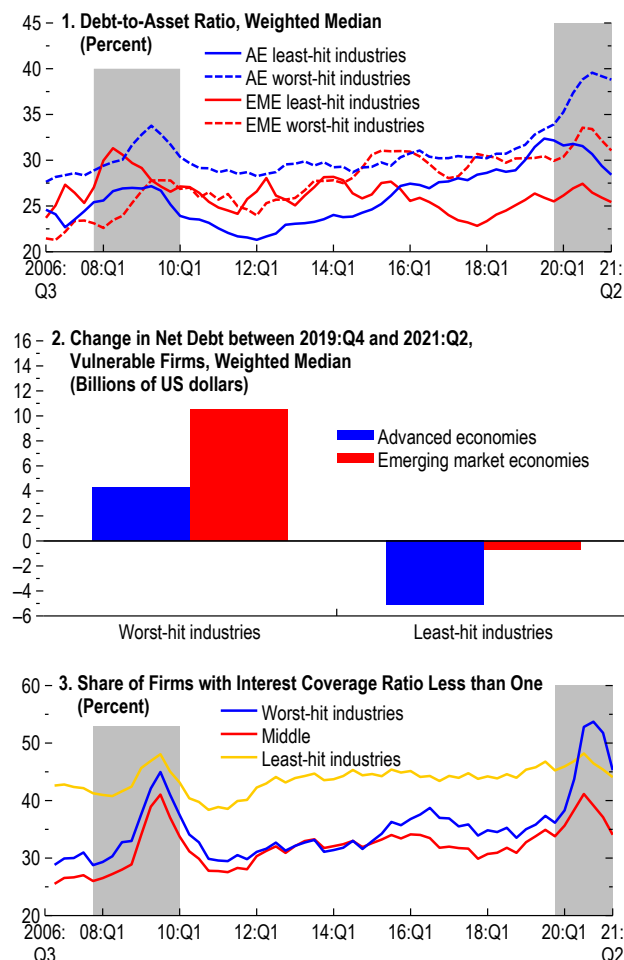 1. Debt-to-Asset Ratio, Weighted Median
(Percent)
45
40
35
30
25
20
AE least-hit industries
AE worst-hit industries
EME least-hit industries
EME worst-hit industries
2006:
Q3
08:Q1
10:Q1
12:Q1
14:Q1
16:Q1
18:Q1
20:Q1
21:
Q2
2. Change in Net Debt between 2019:Q4 and 2021:Q2,
Vulnerable Firms, Weighted Median
(Billions of US dollars)
16
14
12
10
8
6
4
2
0
–2
–4
–6
Advanced economies
Emerging market economies
Worst-hit industries
Least-hit industries
3. Share of Firms with Interest Coverage Ratio Less than One
(Percent)
60
50
40
30
20
Worst-hit industries
Middle
Least-hit industries
2006:
Q3
08:Q1
10:Q1
12:Q1
14:Q1
16:Q1
18:Q1
20:Q1
21:
Q2